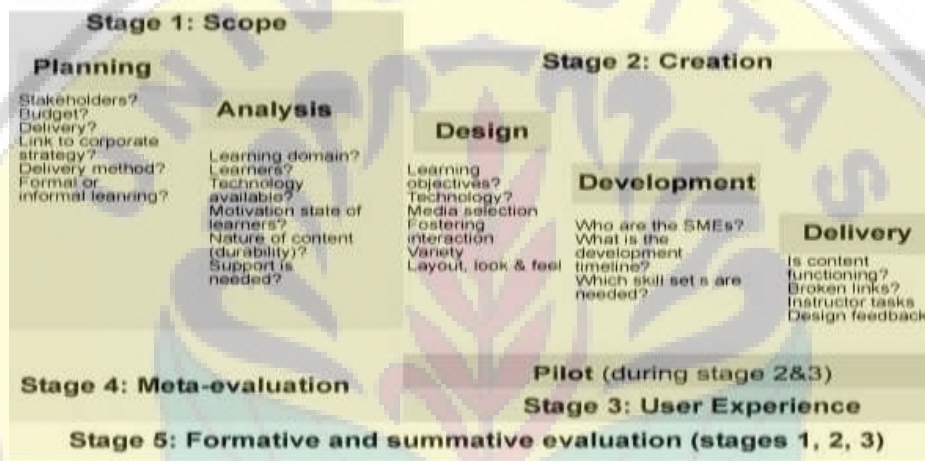 Stage 1: Scope
Planning
Stakeholders?
Budget?
Delivery?
Link to corporate
strategy?
Delivery method?
Formal or
informal leanring?
Analysis
Learning domain?
Learners?
Technology
available?
Motivation state of
learners?
Nature of content
(durability)?
Support is
needed?
Stage 2: Creation
Design
Learning
objectives?
Technology?
Media selection
Fostering
interaction
Variety
Layout, look & feel
Development
Who are the SMEs?
What is the
development
timeline?
Which skill set s are
needed?
Delivery
Is content
functioning?
Broken links?
Instructor tasks
Design feedback
Pilot (during stage 2&3)
Stage 4: Meta-evaluation
Stage 3: User Experience
Stage 5: Formative and summative evaluation (stages 1, 2, 3)